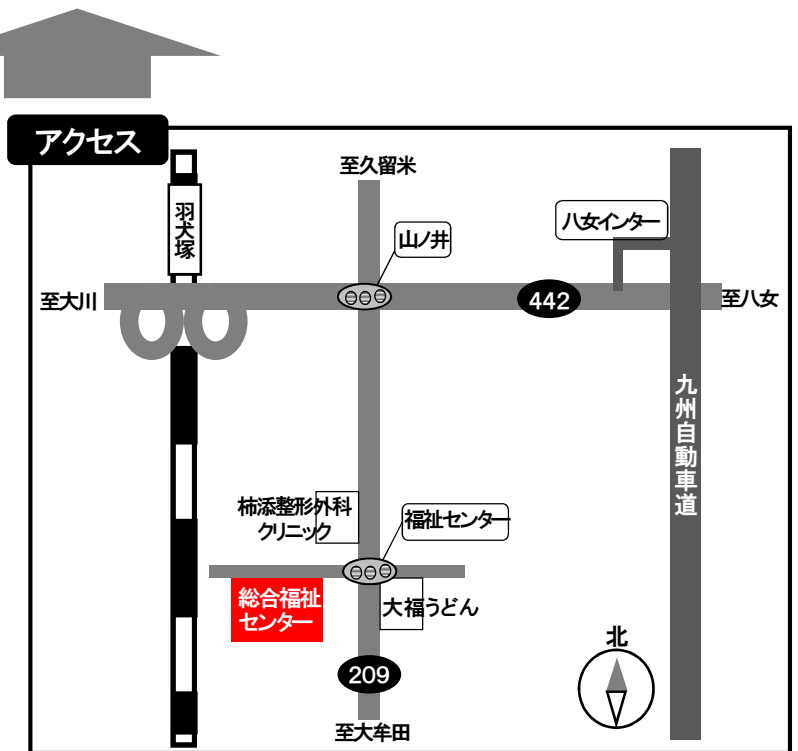 アクセス
至久留米
羽犬塚
山ノ井
八女インター
至大川
442
至八女
九州自動車道
柿添整形外科
クリニック
福祉センター
総合福祉
センター
大福うどん
北
209
至大牟田